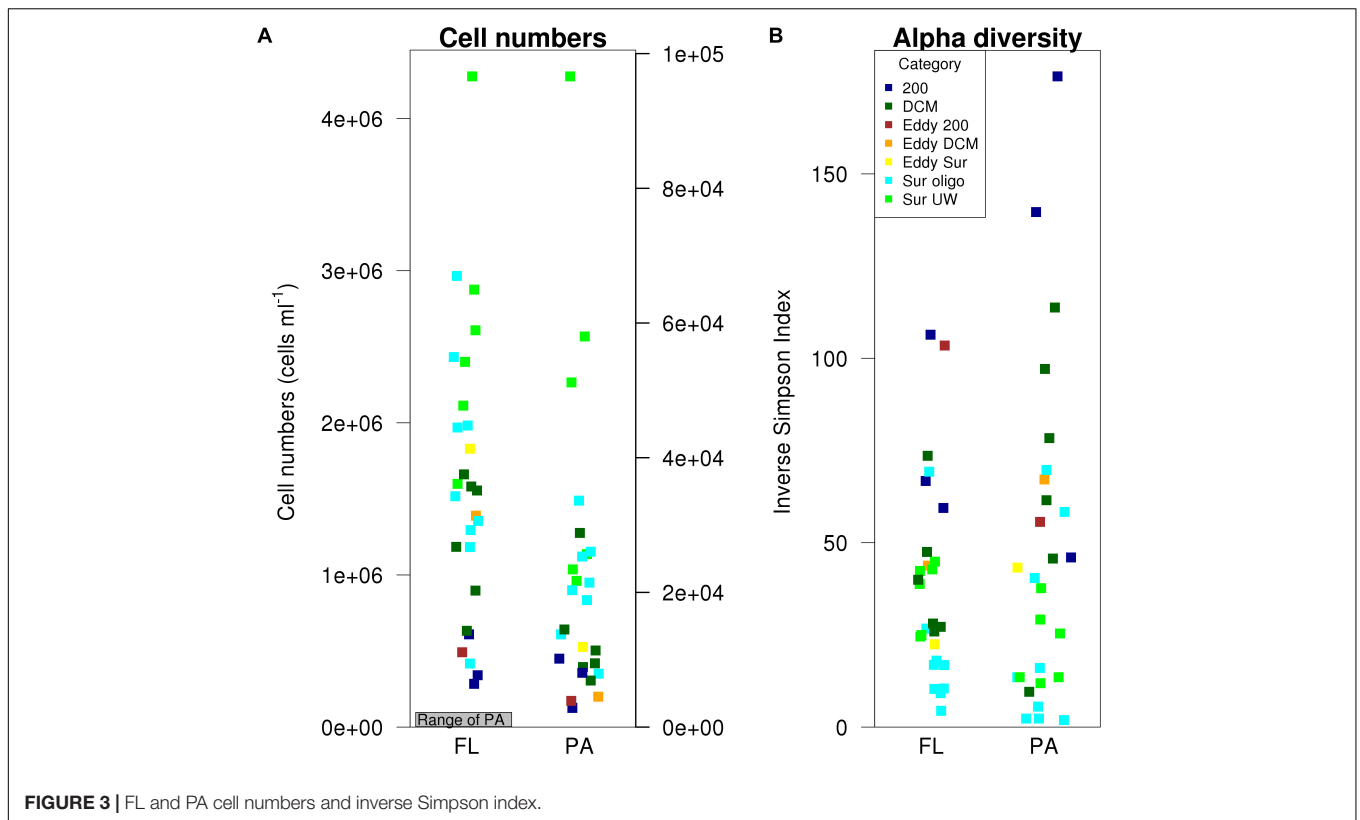 A
Cell numbers
Cell numbers (cells ml-1)
4e+06
3e+06
2e+06
1e+06
0e+00
1e+05
8e+04
6e+04
4e+04
2e+04
0e+00
Range of PA
FL
PA
B
Alpha diversity
Inverse Simpson Index
150
100
50
0
Category
200
DCM
Eddy 200
Eddy DCM
Eddy Sur
Sur oligo
Sur UW
FL
PA
FIGURE 3 | FL and PA cell numbers and inverse Simpson index.